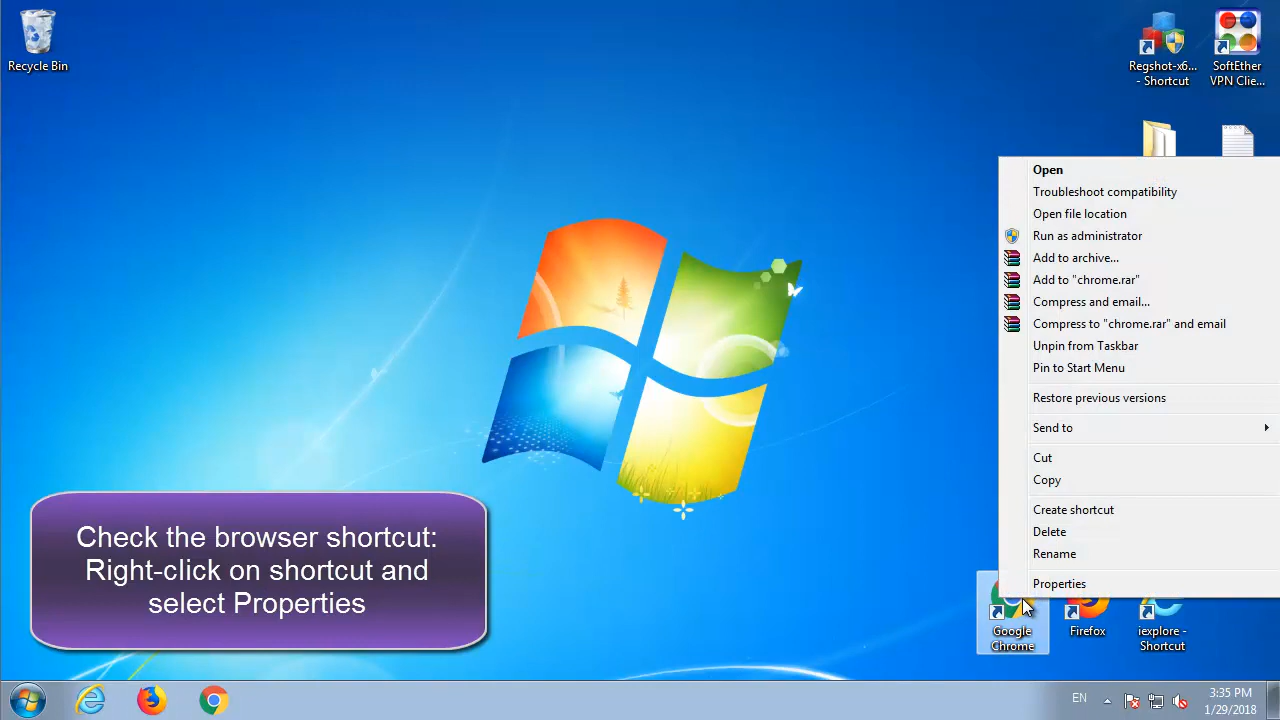 Recycle Bin
Regshot-x6...
- Shortcut
SoftEther
VPN Clie...
Open
Troubleshoot compatibility
Open file location
Run as administrator
Add to archive...
Add to "chrome.rar"
Compress and email...
Compress to "chrome.rar" and email
Unpin from Taskbar
Pin to Start Menu
Restore previous versions
Send to
Cut
Copy
Create shortcut
Delete
Rename
Properties
Check the browser shortcut:
Right-click on shortcut and
select Properties
Google
Chrome
Firefox
iexplore -
Shortcut
EN
3:35 PM
1/29/2018